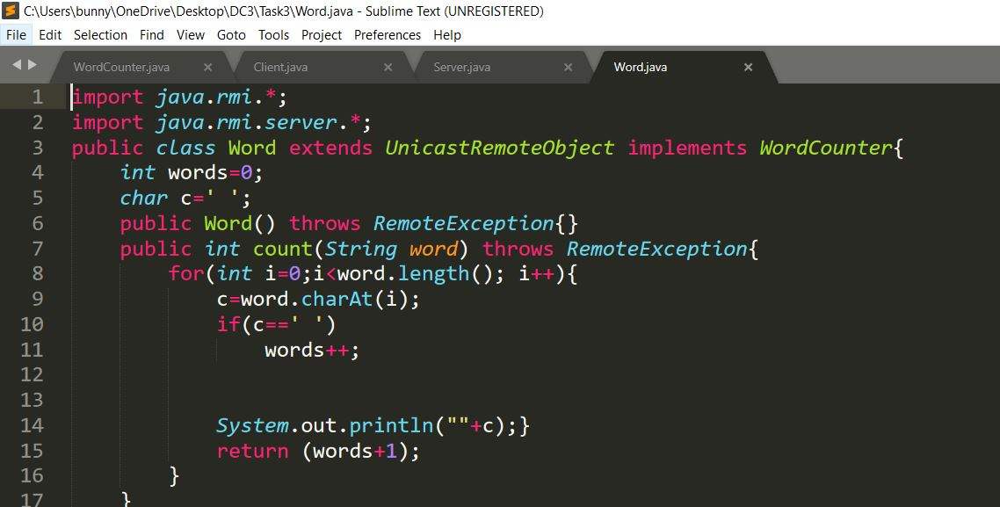 C:\Users\bunny\OneDrive\Desktop\DC3\Task3\Word.java - Sublime Text (UNREGISTERED)
File Edit Selection Find View Goto Tools Project Preferences Help
WordCounter.java × Client.java × Server.java × Word.java ×
1 import java.rmi.*;
2 import java.rmi.server.*;
3 public class Word extends UnicastRemoteObject implements WordCounter{
4     int words=0;
5     char c=' ';
6     public Word() throws RemoteException{}
7     public int count(String word) throws RemoteException{
8         for(int i=0;i<word.length(); i++){
9             c=word.charAt(i);
10             if(c==' ')
11                 words++;
12
13
14             System.out.println(""+c);}
15             return (words+1);
16         }
17     }